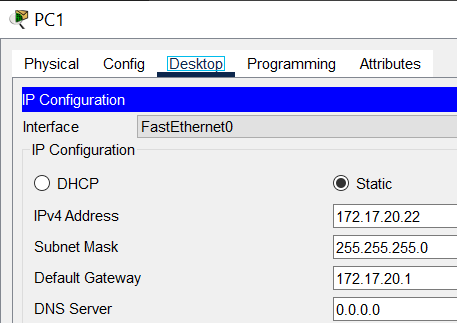 PC1
Physical Config Desktop Programming Attributes
IP Configuration
Interface FastEthernet0
IP Configuration
DHCP Static
IPv4 Address 172.17.20.22
Subnet Mask 255.255.255.0
Default Gateway 172.17.20.1
DNS Server 0.0.0.0